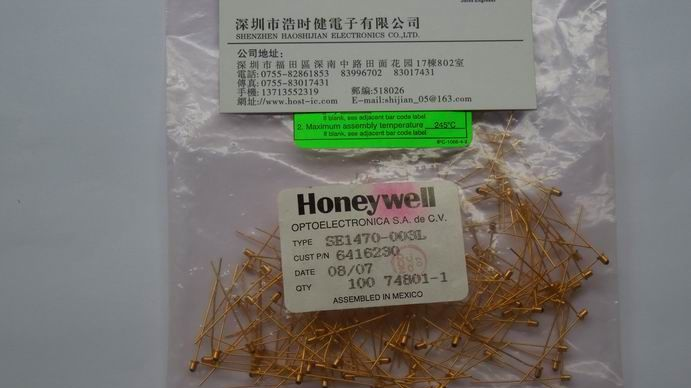 Sales Engineer
深圳市浩时健電子有限公司
SHENZHEN HAOSHIJIAN ELECTRONICS CO.,LTD.
公司地址:
深圳市福田區深南中路田面花园17棟802室
電話:0755-82861853 83996702 83017431
傳真:0755-83017431
手機:13713552319 郵編:518026
網址://www.host-ic.com E-mail:shijian_05@163.com
If blank, see adjacent bar code label
2. Maximum assembly temperature 245°C
If blank, see adjacent bar code label
Honeywell
OPTOELECTRONICA S.A. de C.V.
TYPE SE1470-003L
CUST P/N 6416230
DATE 08/07
QTY 100 74801-1
ASSEMBLED IN MEXICO